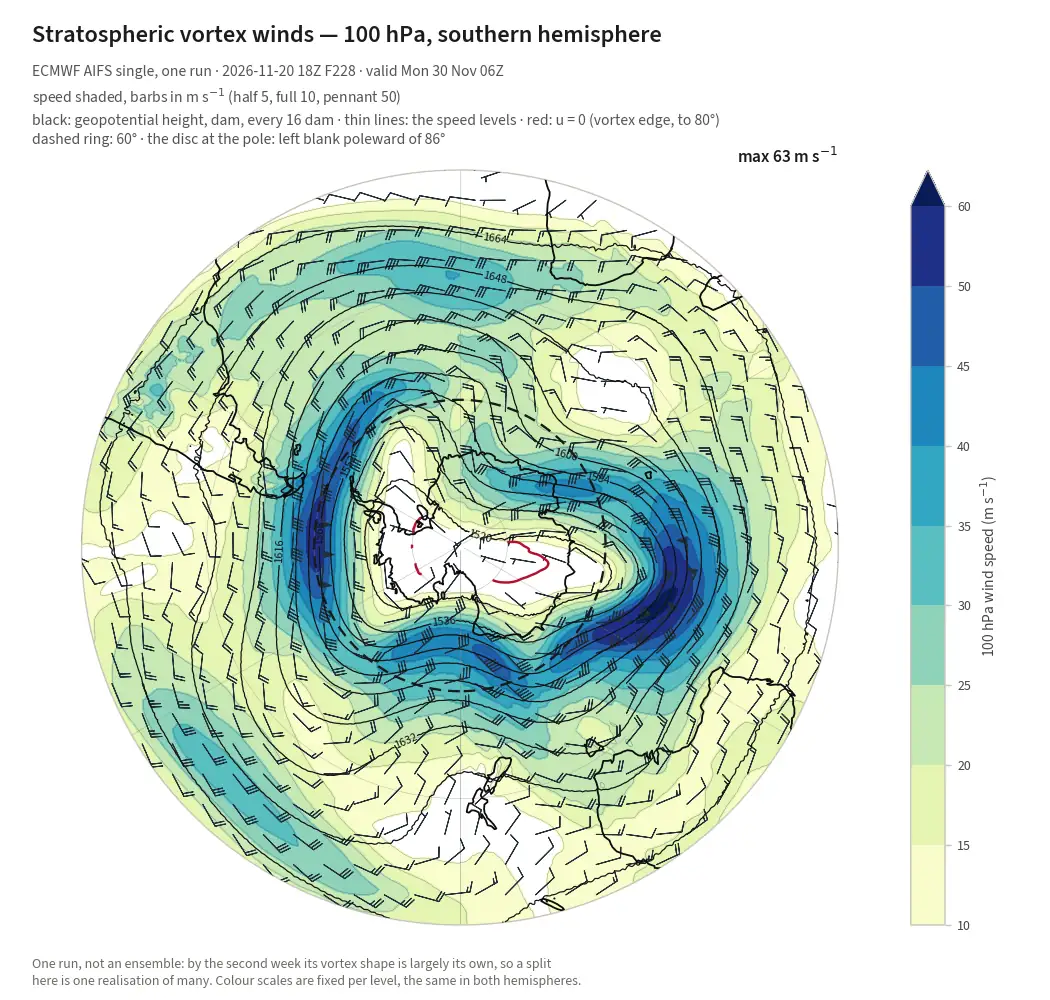 Stratospheric vortex winds — 100 hPa, southern hemisphere
ECMWF AIFS single, one run · 2026-11-20 18Z F228 · valid Mon 30 Nov 06Z
speed shaded, barbs in m s⁻¹ (half 5, full 10, pennant 50)
black: geopotential height, dam, every 16 dam · thin lines: the speed levels · red: u = 0 (vortex edge, to 80°)
dashed ring: 60° · the disc at the pole: left blank poleward of 86°
max 63 m s⁻¹
1664
1648
1600
1584
1616
1520
1536
1632
60
50
45
40
35
30
25
20
15
10
100 hPa wind speed (m s⁻¹)
One run, not an ensemble: by the second week its vortex shape is largely its own, so a split
here is one realisation of many. Colour scales are fixed per level, the same in both hemispheres.